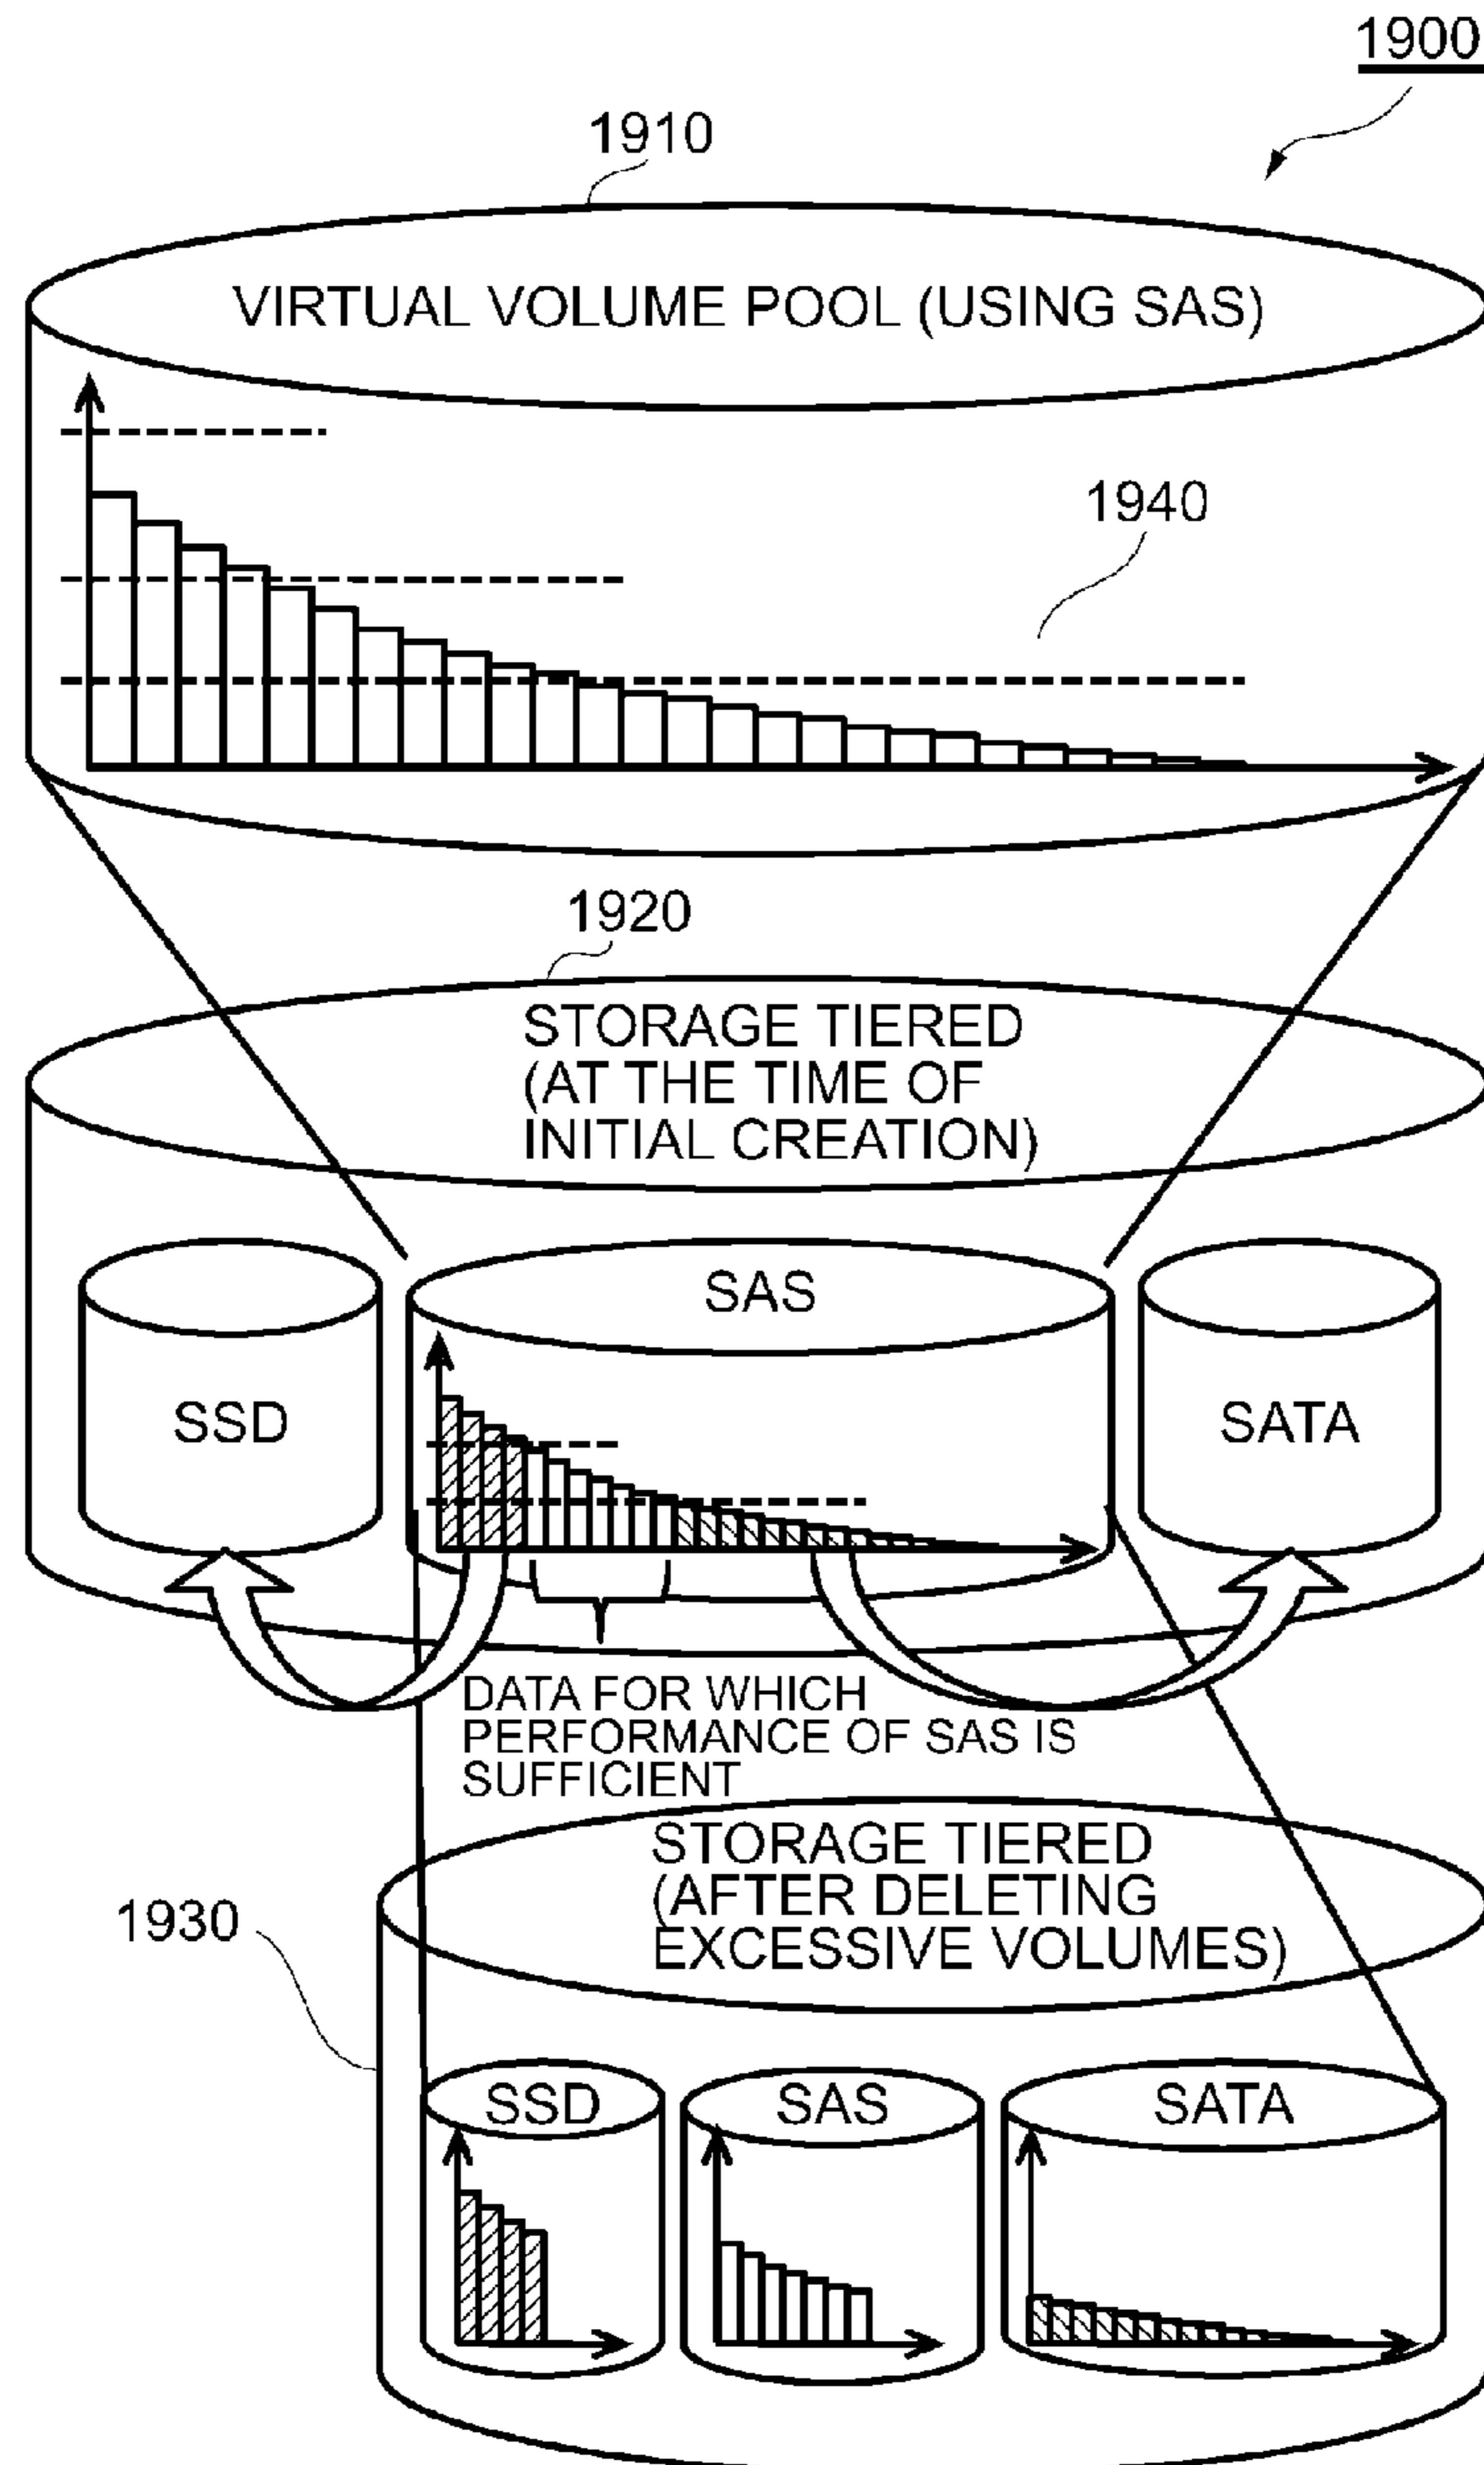 1900
1910
VIRTUAL VOLUME POOL (USING SAS)
1940
1920
STORAGE TIERED
(AT THE TIME OF
INITIAL CREATION)
SSD
SAS
SATA
DATA FOR WHICH
PERFORMANCE OF SAS IS
SUFFICIENT
STORAGE TIERED
(AFTER DELETING
EXCESSIVE VOLUMES)
1930
SSD
SAS
SATA